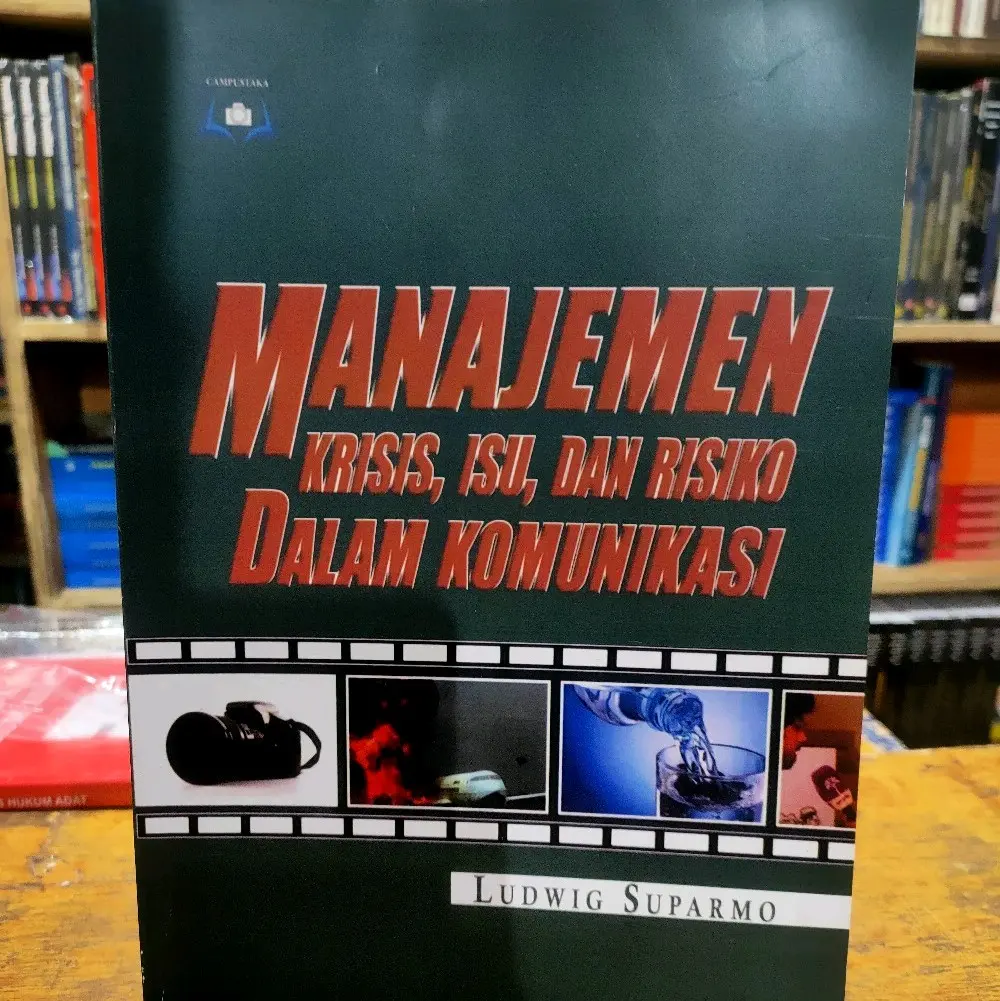 CAMPUSTAKA
MANAJEMEN
KRISIS, ISU, DAN RISIKO
DALAM KOMUNIKASI
LUDWIG SUPARMO
HUKUM ADAT